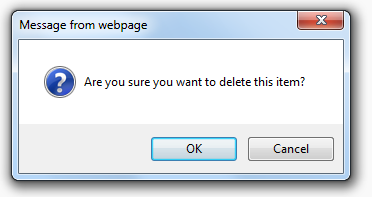 Message from webpage
Are you sure you want to delete this item?
OK
Cancel